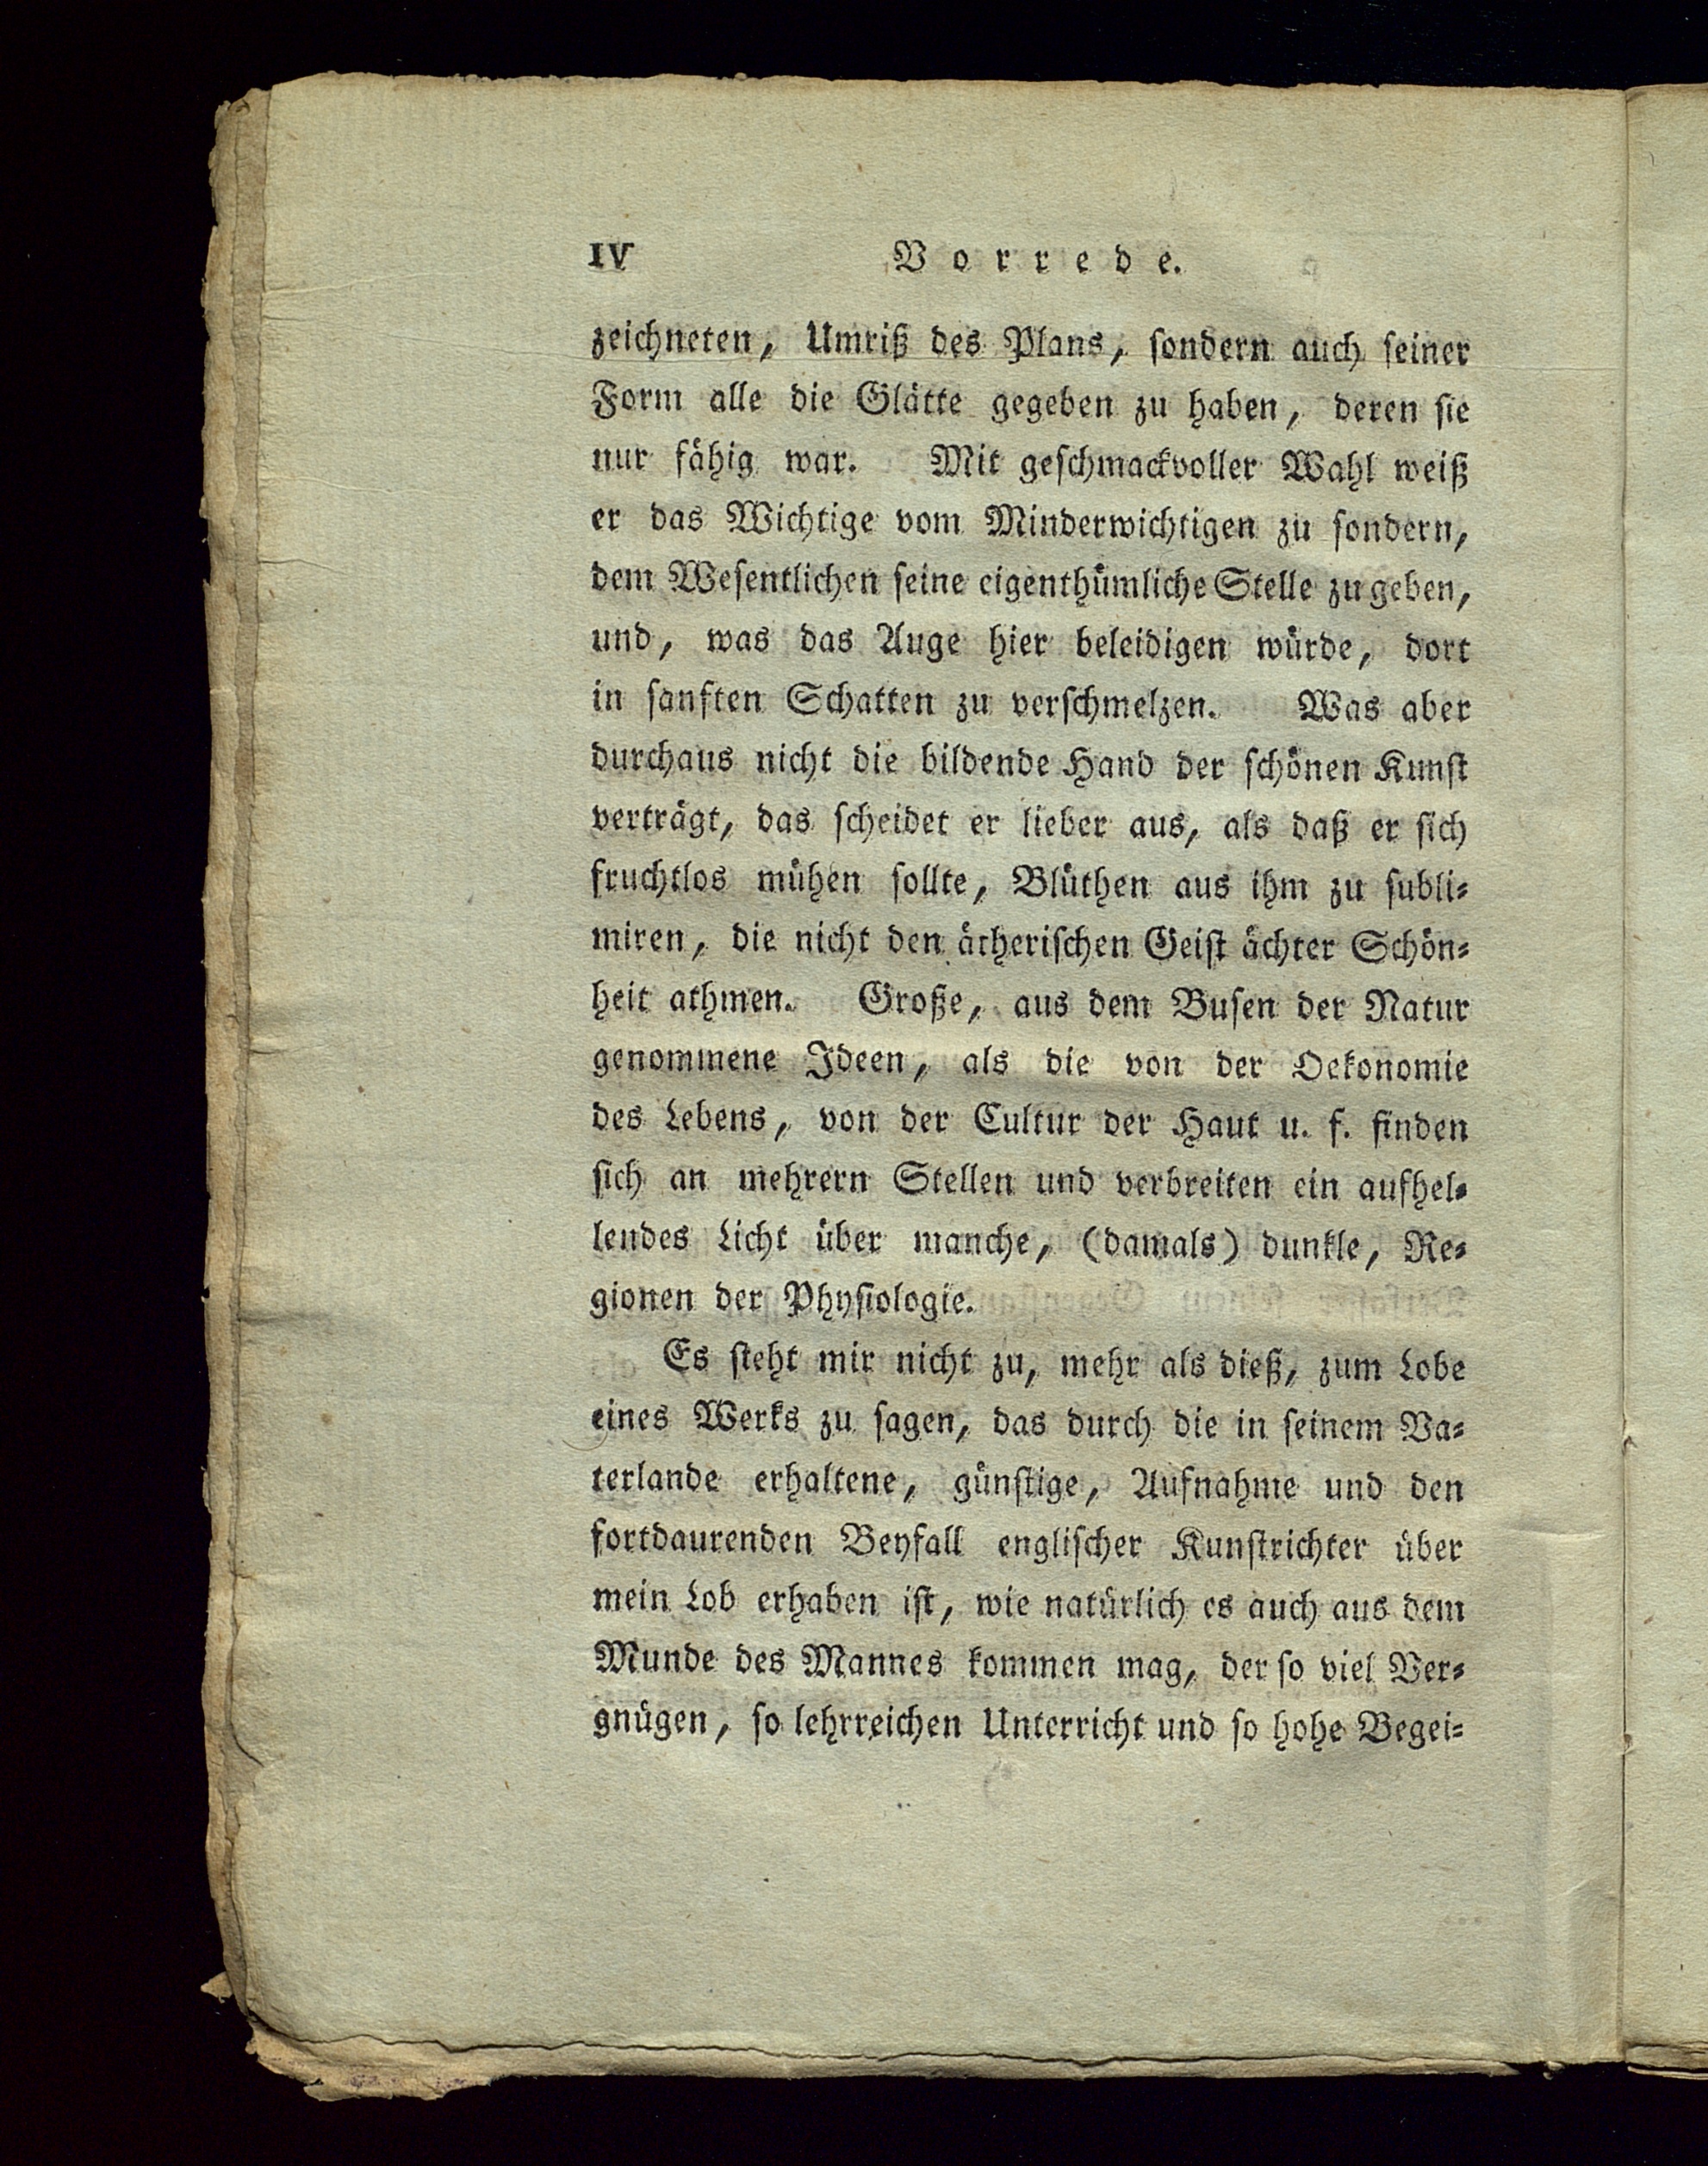 IV Vorrede.
zeichneten, Umriß des Plans, sondern auch seiner
Form alle die Glätte gegeben zu haben, deren sie
nur fähig war. Mit geschmackvoller Wahl weiß
er das Wichtige vom Minderwichtigen zu sondern,
dem Wesentlichen seine eigenthümliche Stelle zu geben,
und, was das Auge hier beleidigen würde, dort
in sanften Schatten zu verschmelzen. Was aber
durchaus nicht die bildende Hand der schönen Kunst
verträgt, das scheidet er lieber aus, als daß er sich
fruchtlos mühen sollte, Blüthen aus ihm zu subli-
miren, die nicht den ätherischen Geist ächter Schön-
heit athmen. Große, aus dem Busen der Natur
genommene Ideen, als die von der Oekonomie
des Lebens, von der Cultur der Haut u. f. finden
sich an mehrern Stellen und verbreiten ein aufhel-
lendes Licht über manche, (damals) dunkle, Re-
gionen der Physiologie.
Es steht mir nicht zu, mehr als dieß, zum Lobe
eines Werks zu sagen, das durch die in seinem Va-
terlande erhaltene, günstige, Aufnahme und den
fortdaurenden Beyfall englischer Kunstrichter über
mein Lob erhaben ist, wie natürlich es auch aus dem
Munde des Mannes kommen mag, der so viel Ver-
gnügen, so lehrreichen Unterricht und so hohe Begei-